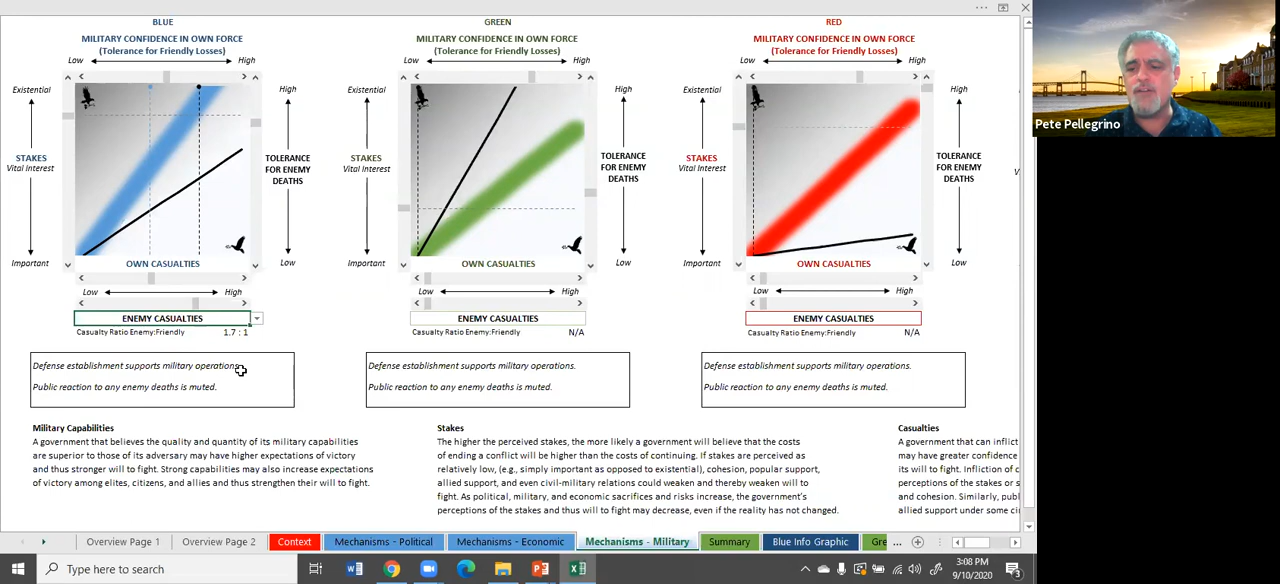 BLUE
MILITARY CONFIDENCE IN OWN FORCE
(Tolerance for Friendly Losses)
Low
High
Existential
STAKES
Vital Interest
Important
High
TOLERANCE
FOR ENEMY
DEATHS
Low
OWN CASUALTIES
Low
High
ENEMY CASUALTIES
Casualty Ratio Enemy:Friendly 1.7 : 1
Defense establishment supports military operations.
Public reaction to any enemy deaths is muted.
GREEN
MILITARY CONFIDENCE IN OWN FORCE
(Tolerance for Friendly Losses)
Low
High
Existential
STAKES
Vital Interest
Important
High
TOLERANCE
FOR ENEMY
DEATHS
Low
OWN CASUALTIES
Low
High
ENEMY CASUALTIES
Casualty Ratio Enemy:Friendly N/A
Defense establishment supports military operations.
Public reaction to any enemy deaths is muted.
RED
MILITARY CONFIDENCE IN OWN FORCE
(Tolerance for Friendly Losses)
Low
High
Existential
STAKES
Vital Interest
Important
High
TOLERANCE
FOR ENEMY
DEATHS
Low
OWN CASUALTIES
Low
High
ENEMY CASUALTIES
Casualty Ratio Enemy:Friendly N/A
Defense establishment supports military operations.
Public reaction to any enemy deaths is muted.
Military Capabilities
A government that believes the quality and quantity of its military capabilities
are superior to those of its adversary may have higher expectations of victory
and thus stronger will to fight. Strong capabilities may also increase expectations
of victory among elites, citizens, and allies and thus strengthen their will to fight.
Stakes
The higher the perceived stakes, the more likely a government will believe that the costs
of ending a conflict will be higher than the costs of continuing. If stakes are perceived as
relatively low, (e.g., simply important as opposed to existential), cohesion, popular support,
allied support, and even civil-military relations could weaken and thereby weaken will to
fight. As political, military, and economic sacrifices and risks increase, the government's
perceptions of the stakes and thus will to fight may decrease, even if the reality has not changed.
Casualties
A government that can inflict
may have greater confidence
its will to fight. Infliction of c
perceptions of the stakes or s
and cohesion. Similarly, publ
allied support under some ci
Pete Pellegrino
Overview Page 1
Overview Page 2
Context
Mechanisms - Political
Mechanisms - Economic
Mechanisms - Military
Summary
Blue Info Graphic
Gre
...
Type here to search
3:08 PM
9/10/2020
3